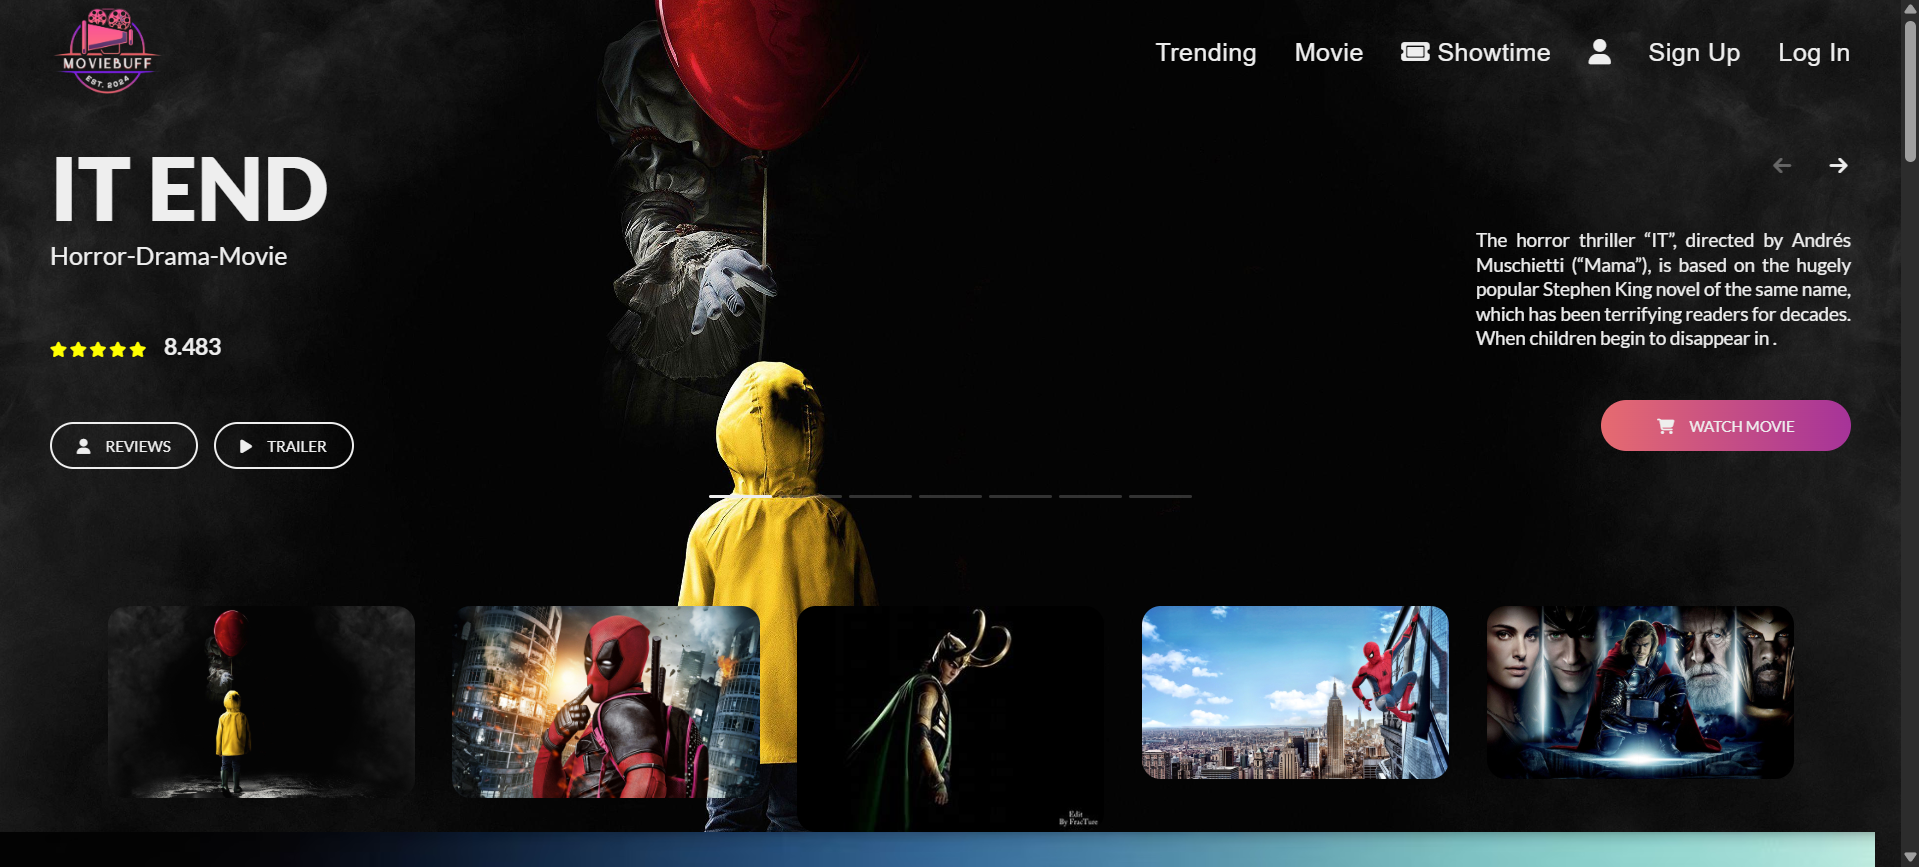 MOVIEBUFF
EST. 2024
Trending
Movie
Showtime
Sign Up
Log In
IT END
Horror-Drama-Movie
8.483
REVIEWS
TRAILER
The horror thriller “IT”, directed by Andrés
Muschietti (“Mama”), is based on the hugely
popular Stephen King novel of the same name,
which has been terrifying readers for decades.
When children begin to disappear in .
WATCH MOVIE
Edit
By FracTure